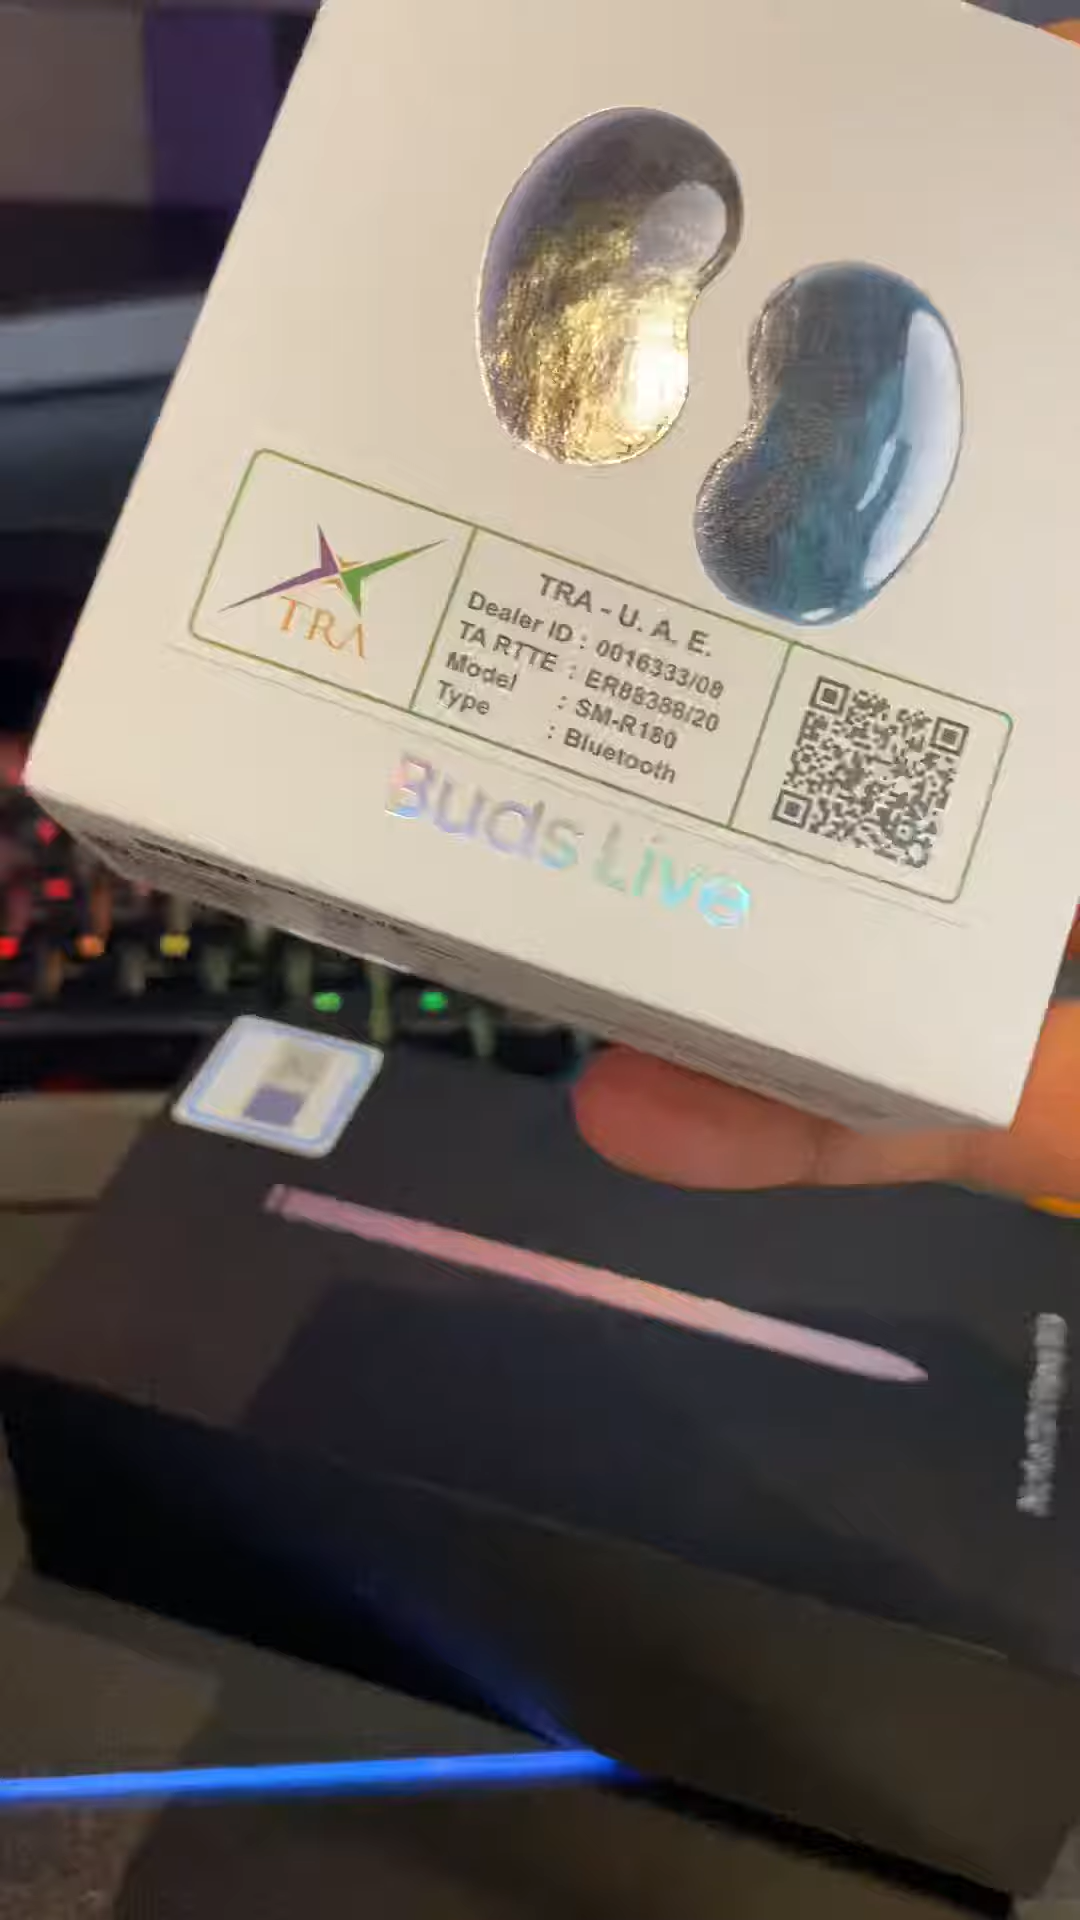 TRA
TRA - U. A. E.
Dealer ID : 0016333/08
TA RTTE : ER88388/20
Model : SM-R180
Type : Bluetooth
Buds Live